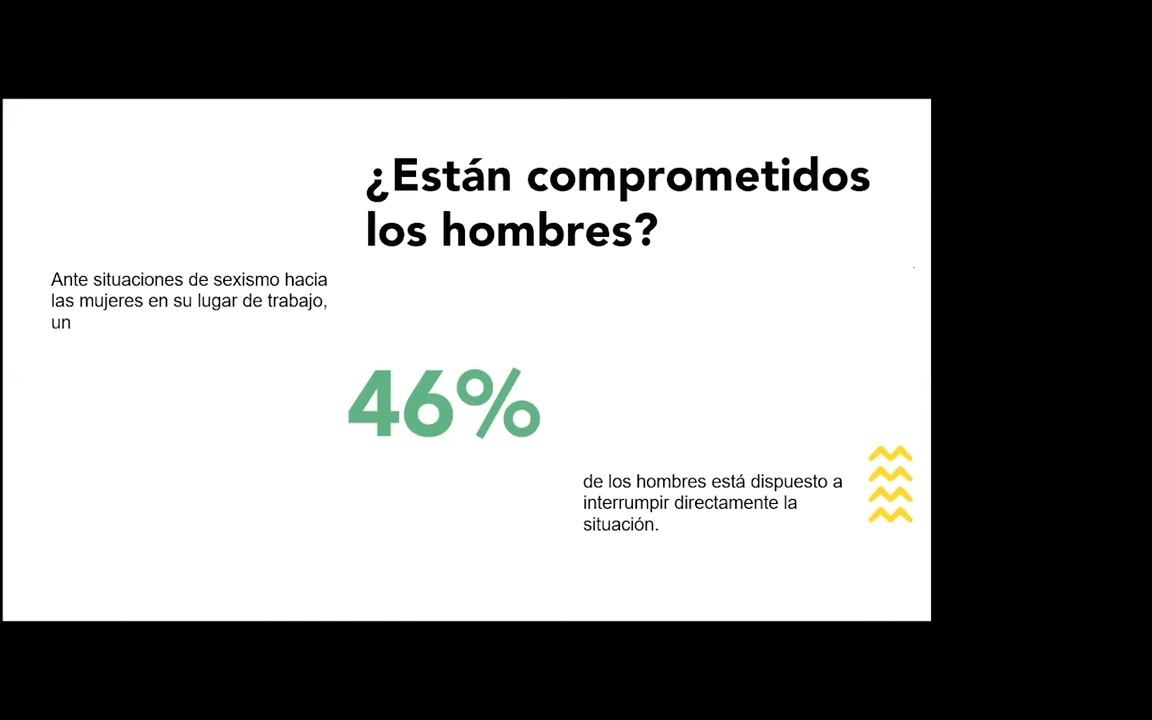 ¿Están comprometidos
los hombres?
Ante situaciones de sexismo hacia
las mujeres en su lugar de trabajo,
un
46%
de los hombres está dispuesto a
interrumpir directamente la
situación.